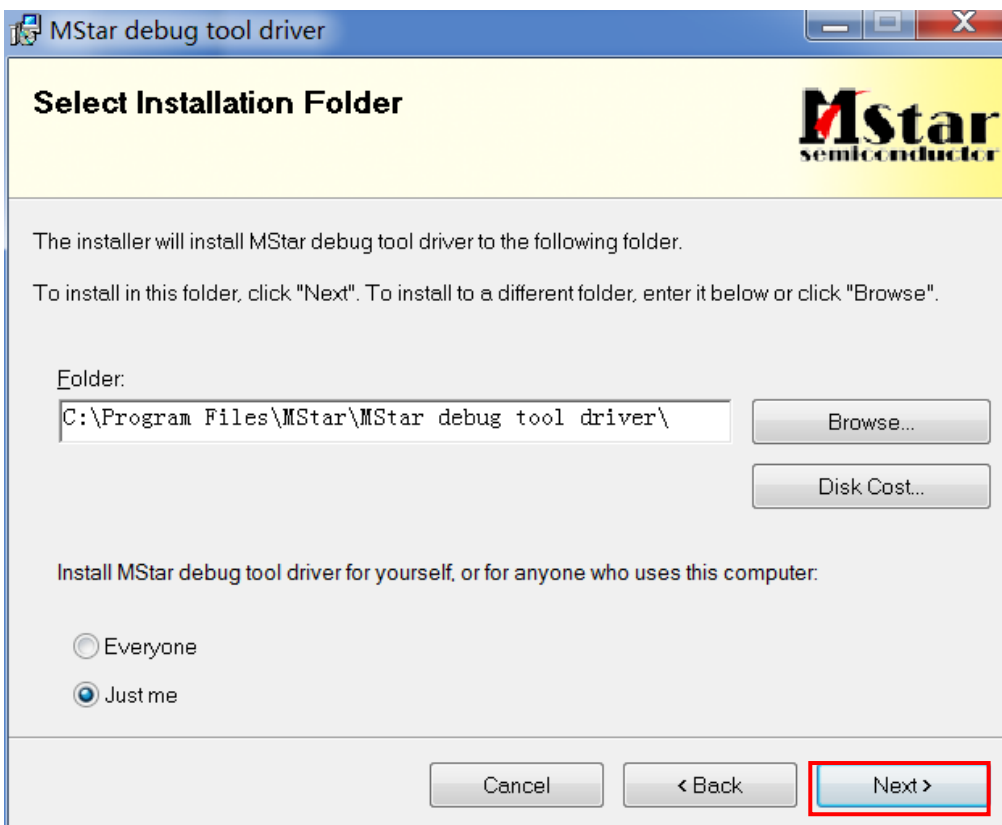 MStar debug tool driver
Select Installation Folder
MStar
semiconductor
The installer will install MStar debug tool driver to the following folder.
To install in this folder, click "Next". To install to a different folder, enter it below or click "Browse".
Folder:
C:\Program Files\MStar\MStar debug tool driver\
Browse...
Disk Cost...
Install MStar debug tool driver for yourself, or for anyone who uses this computer:
Everyone
Just me
Cancel
< Back
Next >